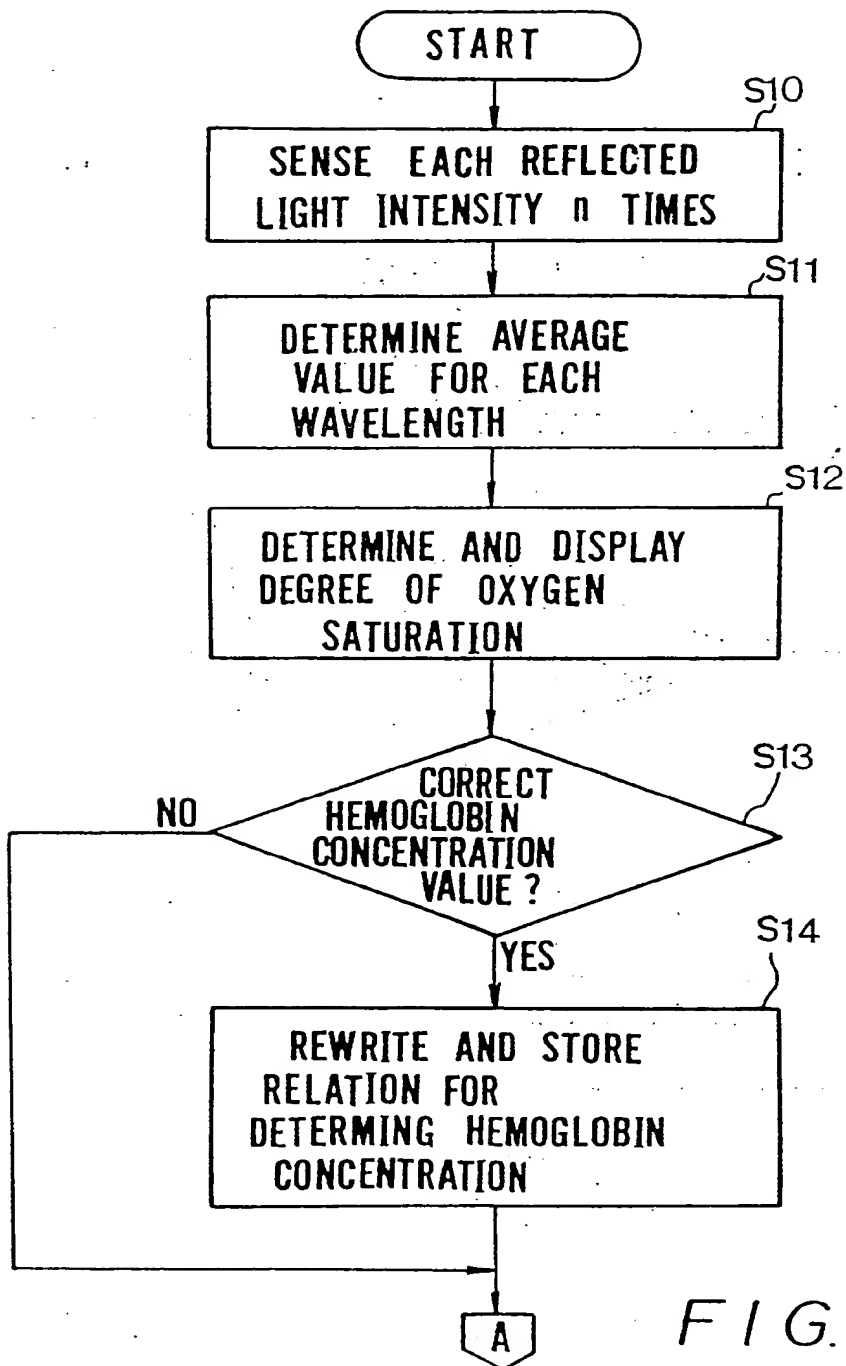 START
S10
SENSE EACH REFLECTED
LIGHT INTENSITY n TIMES
S11
DETERMINE AVERAGE
VALUE FOR EACH
WAVELENGTH
S12
DETERMINE AND DISPLAY
DEGREE OF OXYGEN
SATURATION
S13
CORRECT
HEMOGLOBIN
CONCENTRATION
VALUE ?
NO
YES
S14
REWRITE AND STORE
RELATION FOR
DETERMING HEMOGLOBIN
CONCENTRATION
A
FIG.